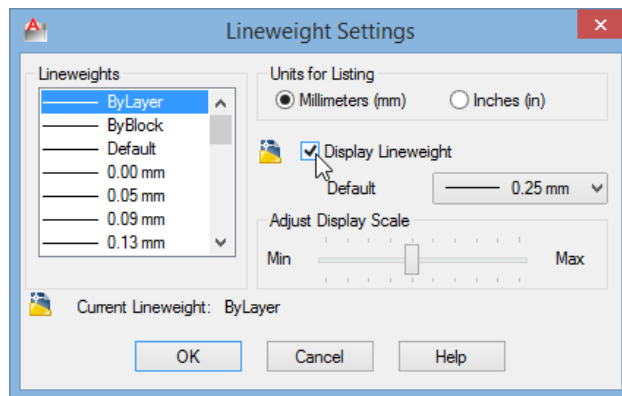 Lineweight Settings
Lineweights
ByLayer
ByBlock
Default
0.00 mm
0.05 mm
0.09 mm
0.13 mm
Units for Listing
Millimeters (mm)
Inches (in)
Display Lineweight
Default
0.25 mm
Adjust Display Scale
Min
Max
Current Lineweight: ByLayer
OK
Cancel
Help